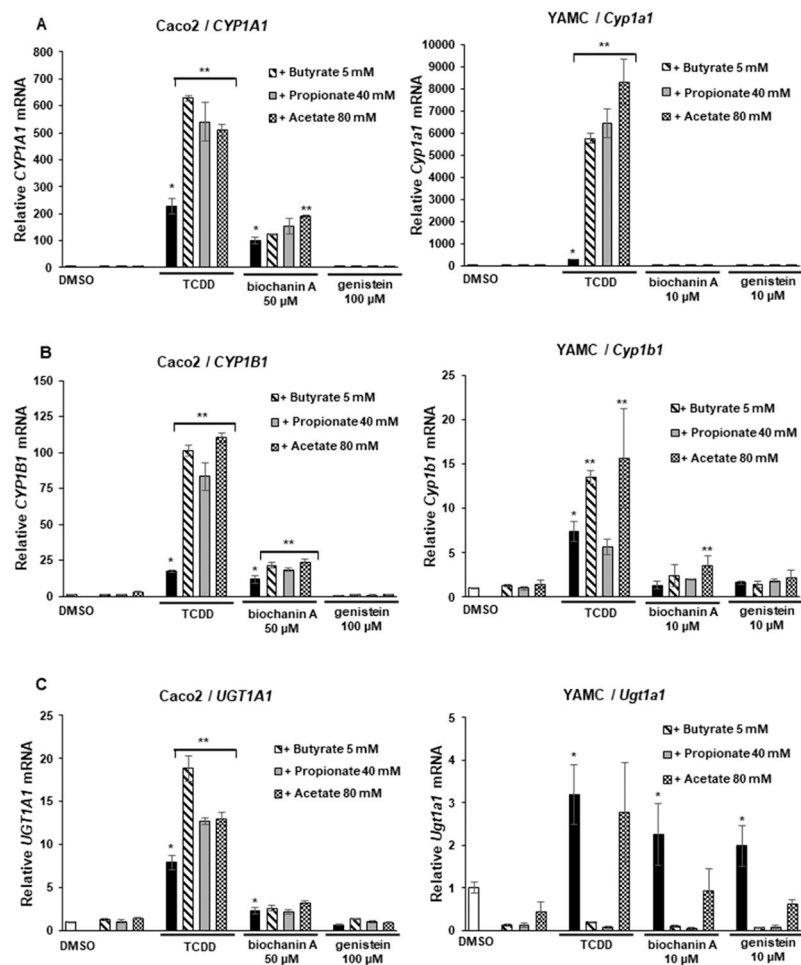 A
Caco2 / CYP1A1
Relative CYP1A1 mRNA
800
700
600
500
400
300
200
100
0
**
*
*
**
+ Butyrate 5 mM
+ Propionate 40 mM
+ Acetate 80 mM
DMSO
TCDD
biochanin A
50 µM
genistein
100 µM
YAMC / Cyp1a1
Relative Cyp1a1 mRNA
10000
9000
8000
7000
6000
5000
4000
3000
2000
1000
0
**
*
+ Butyrate 5 mM
+ Propionate 40 mM
+ Acetate 80 mM
DMSO
TCDD
biochanin A
10 µM
genistein
10 µM
B
Caco2 / CYP1B1
Relative CYP1B1 mRNA
150
125
100
75
50
25
0
**
*
*
**
+ Butyrate 5 mM
+ Propionate 40 mM
+ Acetate 80 mM
DMSO
TCDD
biochanin A
50 µM
genistein
100 µM
YAMC / Cyp1b1
Relative Cyp1b1 mRNA
25
20
15
10
5
0
*
**
**
**
+ Butyrate 5 mM
+ Propionate 40 mM
+ Acetate 80 mM
DMSO
TCDD
biochanin A
10 µM
genistein
10 µM
C
Caco2 / UGT1A1
Relative UGT1A1 mRNA
25
20
15
10
5
0
**
*
*
+ Butyrate 5 mM
+ Propionate 40 mM
+ Acetate 80 mM
DMSO
TCDD
biochanin A
50 µM
genistein
100 µM
YAMC / Ugt1a1
Relative Ugt1a1 mRNA
5
4
3
2
1
0
*
*
*
+ Butyrate 5 mM
+ Propionate 40 mM
+ Acetate 80 mM
DMSO
TCDD
biochanin A
10 µM
genistein
10 µM